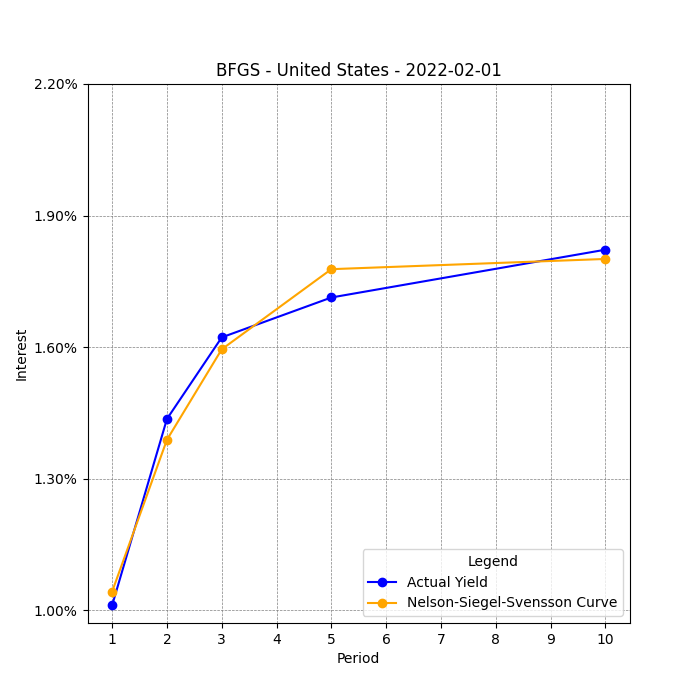 BFGS - United States - 2022-02-01
2.20%
1.90%
1.60%
1.30%
1.00%
Interest
1 2 3 4 5 6 7 8 9 10
Period
Legend
Actual Yield
Nelson-Siegel-Svensson Curve